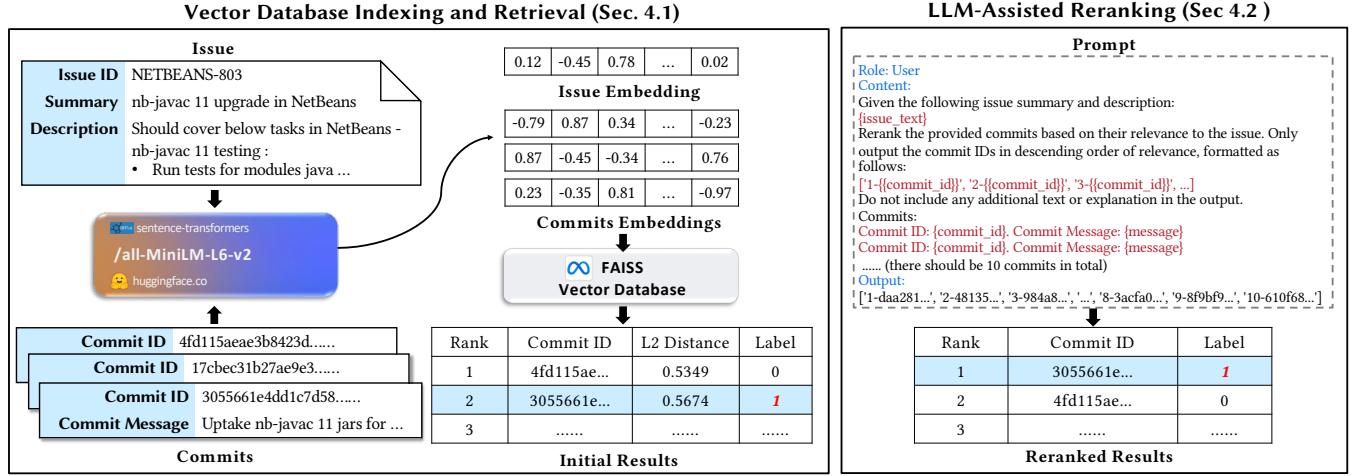 Vector Database Indexing and Retrieval (Sec. 4.1)
Issue
Issue ID NETBEANS-803
Summary nb-javac 11 upgrade in NetBeans
Description Should cover below tasks in NetBeans -
nb-javac 11 testing :
• Run tests for modules java ...
sentence-transformers
/all-MiniLM-L6-v2
huggingface.co
Commit ID 4fd115aeae3b8423d......
Commit ID 17cbec31b27ae9e3......
Commit ID 3055661e4dd1c7d58......
Commit Message Uptake nb-javac 11 jars for ...
Commits
0.12 -0.45 0.78 ... 0.02
Issue Embedding
-0.79 0.87 0.34 ... -0.23
0.87 -0.45 -0.34 ... 0.76
0.23 -0.35 0.81 ... -0.97
Commits Embeddings
FAISS
Vector Database
Rank Commit ID L2 Distance Label
1 4fd115ae... 0.5349 0
2 3055661e... 0.5674 1
3 ...... ...... ......
Initial Results
LLM-Assisted Reranking (Sec 4.2 )
Prompt
Role: User
Content:
Given the following issue summary and description:
{issue_text}
Rerank the provided commits based on their relevance to the issue. Only
output the commit IDs in descending order of relevance, formatted as
follows:
['1-{{commit_id}}', '2-{{commit_id}}', '3-{{commit_id}}', ...]
Do not include any additional text or explanation in the output.
Commits:
Commit ID: {commit_id}. Commit Message: {message}
Commit ID: {commit_id}. Commit Message: {message}
...... (there should be 10 commits in total)
Output:
['1-daa281...', '2-48135...', '3-984a8...', '...', '8-3acfa0...', '9-8f9bf9...', '10-610f68...']
Rank Commit ID Label
1 3055661e... 1
2 4fd115ae... 0
3 ...... ......
Reranked Results